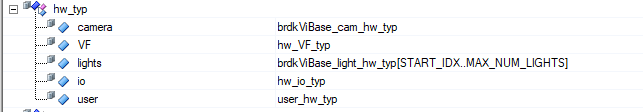 hw_typ
camera brdkViBase_cam_hw_typ
VF hw_VF_typ
lights brdkViBase_light_hw_typ[START_IDX..MAX_NUM_LIGHTS]
io hw_io_typ
user user_hw_typ